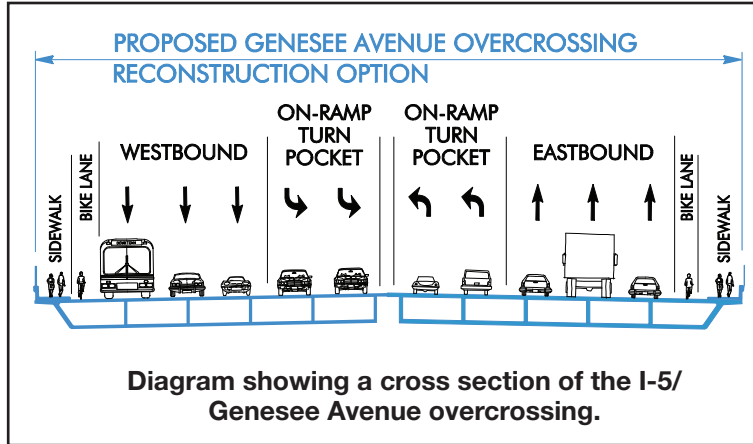 PROPOSED GENESEE AVENUE OVERCROSSING
RECONSTRUCTION OPTION
SIDEWALK
BIKE LANE
WESTBOUND
ON-RAMP
TURN
POCKET
ON-RAMP
TURN
POCKET
EASTBOUND
BIKE LANE
SIDEWALK
Diagram showing a cross section of the I-5/
Genesee Avenue overcrossing.